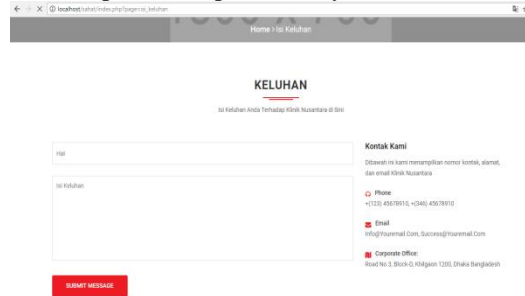 localhost/sahat/index.php?page=isi_keluhan
Home > Isi Keluhan
KELUHAN
Isi Keluhan Anda Terhadap Klinik Nusantara di Sini
Hal
Isi Keluhan
SUBMIT MESSAGE
Kontak Kami
Dibawah ini kami menampilkan nomor kontak, alamat,
dan email Klinik Nusantara
Phone
+(123) 45678910, +(346) 45678910
Email
Info@Youremail.Com, Success@Youremail.Com
Corporate Office:
Road No 3, Block-D, Khilgaon 1200, Dhaka Bangladesh